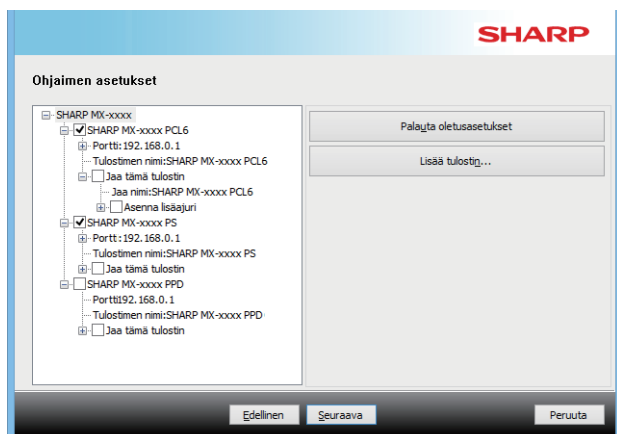 SHARP
Ohjaimen asetukset
SHARP MX-xxxx
SHARP MX-xxxx PCL6
Portti:192.168.0.1
Tulostimen nimi:SHARP MX-xxxx PCL6
Jaa tämä tulostin
Jaa nimi:SHARP MX-xxxx PCL6
Asenna lisäajuri
SHARP MX-xxxx PS
Portt:192.168.0.1
Tulostimen nimi:SHARP MX-xxxx PS
Jaa tämä tulostin
SHARP MX-xxxx PPD
Portti192.168.0.1
Tulostimen nimi:SHARP MX-xxxx PPD
Jaa tämä tulostin
Palauta oletusasetukset
Lisää tulostin...
Edellinen
Seuraava
Peruuta